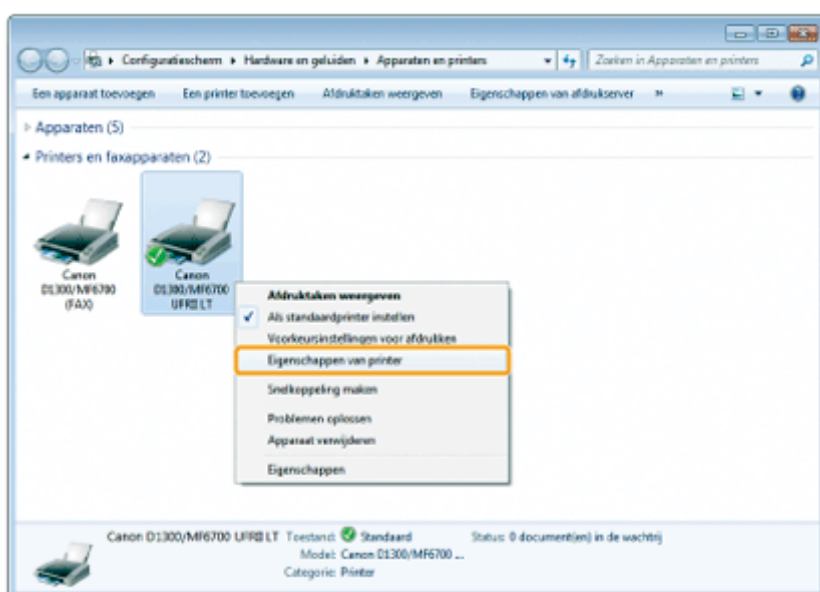 Configuratiescherm Hardware en geluiden Apparaten en printers
Zoeken in Apparaten en printers
Een apparaat toevoegen Een printer toevoegen Afdruktaken weergeven Eigenschappen van afdrukserver »
Apparaten (5)
Printers en faxapparaten (2)
Canon
D1300/MF6700
(FAX)
Canon
D1300/MF6700
UFRII LT
Afdruktaken weergeven
Als standaardprinter instellen
Voorkeursinstellingen voor afdrukken
Eigenschappen van printer
Snelkoppeling maken
Problemen oplossen
Apparaat verwijderen
Eigenschappen
Canon D1300/MF6700 UFRII LT Toestand: Standaard Status: 0 document(en) in de wachtrij
Model: Canon D1300/MF6700 ...
Categorie: Printer